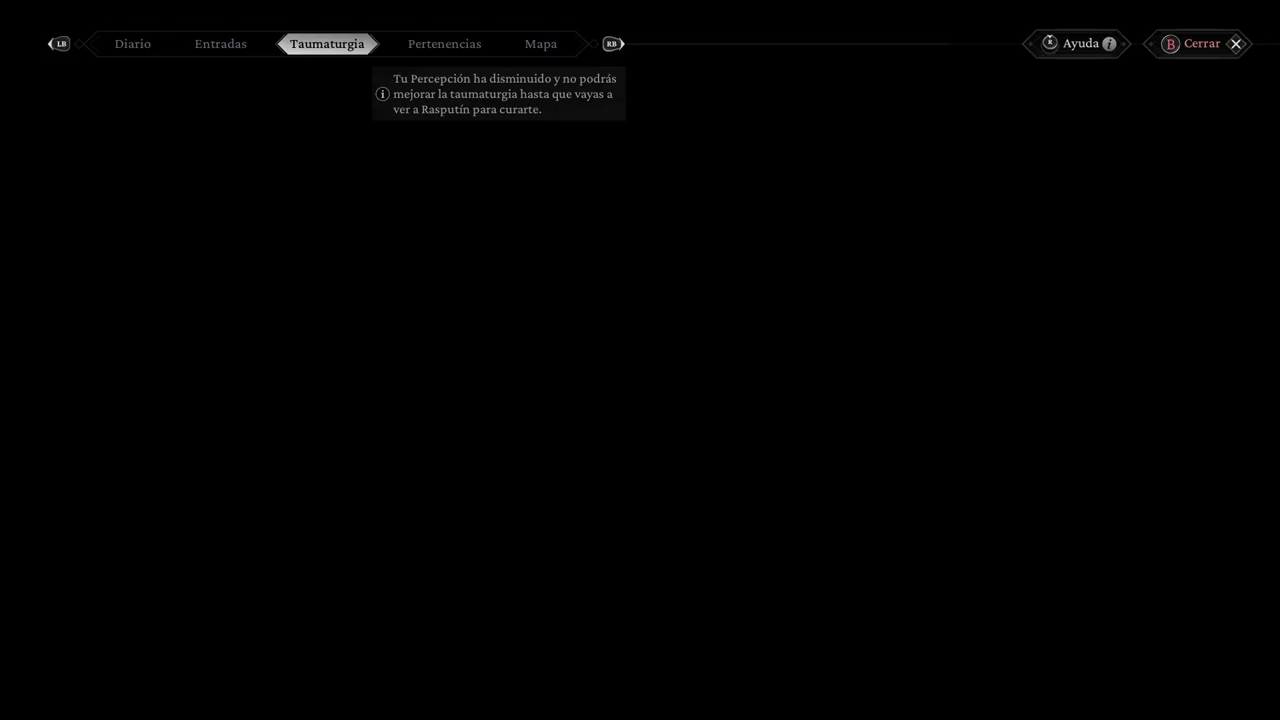 LB Diario Entradas Taumaturgia Pertenencias Mapa RB R Ayuda i B Cerrar
Tu Percepción ha disminuido y no podrás
mejorar la taumaturgia hasta que vayas a
ver a Rasputín para curarte.